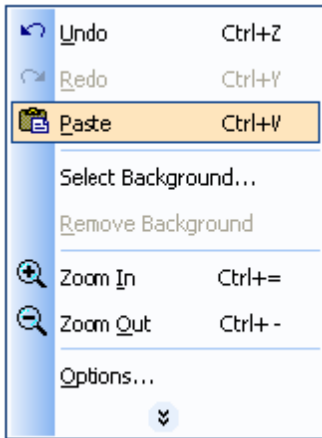 Undo Ctrl+Z
Redo Ctrl+Y
Paste Ctrl+V
Select Background...
Remove Background
Zoom In Ctrl+=
Zoom Out Ctrl+-
Options...